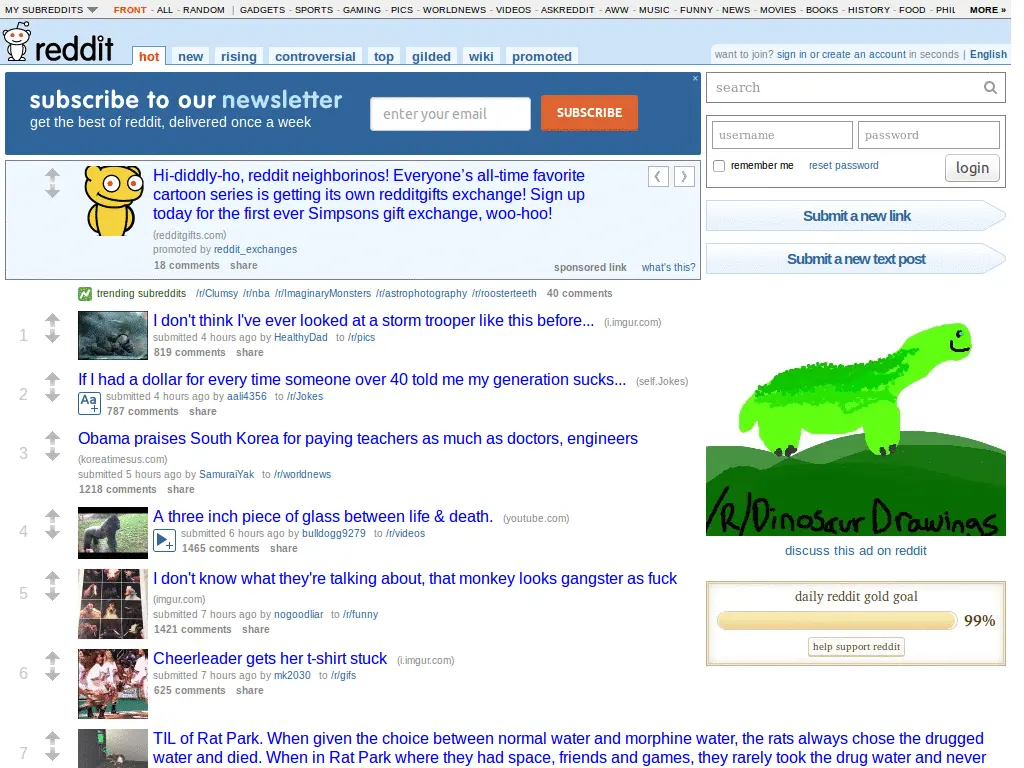 MY SUBREDDITS FRONT - ALL - RANDOM | GADGETS - SPORTS - GAMING - PICS - WORLDNEWS - VIDEOS - ASKREDDIT - AWW - MUSIC - FUNNY - NEWS - MOVIES - BOOKS - HISTORY - FOOD - PHIL MORE »
reddit hot new rising controversial top gilded wiki promoted
want to join? sign in or create an account in seconds | English
subscribe to our newsletter
get the best of reddit, delivered once a week
enter your email SUBSCRIBE
×
search
username password
remember me reset password login
Submit a new link
Submit a new text post
Hi-diddly-ho, reddit neighborinos! Everyone's all-time favorite
cartoon series is getting its own redditgifts exchange! Sign up
today for the first ever Simpsons gift exchange, woo-hoo!
(redditgifts.com)
promoted by reddit_exchanges
18 comments share
sponsored link what's this?
trending subreddits /r/Clumsy /r/nba /r/ImaginaryMonsters /r/astrophotography /r/roosterteeth 40 comments
1 I don't think I've ever looked at a storm trooper like this before... (i.imgur.com)
submitted 4 hours ago by HealthyDad to /r/pics
819 comments share
2 If I had a dollar for every time someone over 40 told me my generation sucks... (self.Jokes)
Aa+ submitted 4 hours ago by aali4356 to /r/Jokes
787 comments share
3 Obama praises South Korea for paying teachers as much as doctors, engineers
(koreatimesus.com)
submitted 5 hours ago by SamuraiYak to /r/worldnews
1218 comments share
4 A three inch piece of glass between life & death. (youtube.com)
submitted 6 hours ago by bulldogg9279 to /r/videos
1465 comments share
5 I don't know what they're talking about, that monkey looks gangster as fuck
(imgur.com)
submitted 7 hours ago by nogoodliar to /r/funny
1421 comments share
6 Cheerleader gets her t-shirt stuck (i.imgur.com)
submitted 7 hours ago by mk2030 to /r/gifs
625 comments share
7 TIL of Rat Park. When given the choice between normal water and morphine water, the rats always chose the drugged
water and died. When in Rat Park where they had space, friends and games, they rarely took the drug water and never
/R/Dinosaur Drawings
discuss this ad on reddit
daily reddit gold goal
99%
help support reddit